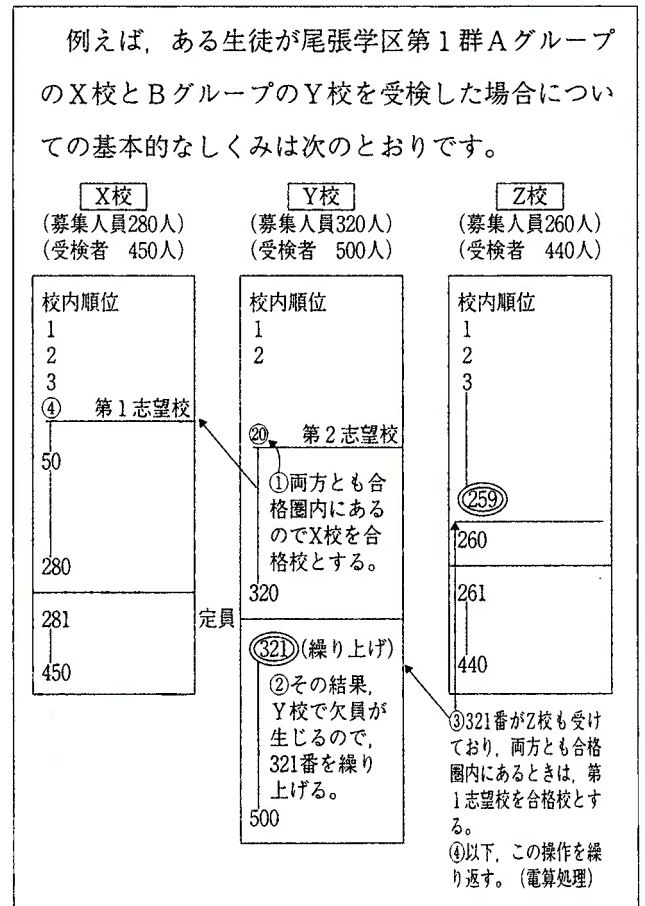 例えば，ある生徒が尾張学区第１群Ａグループ
のＸ校とＢグループのＹ校を受検した場合につい
ての基本的なしくみは次のとおりです。
X校
(募集人員280人)
(受検者　450人)
校内順位
1
2
3
④　第１志望校
50
280
281
450
Y校
(募集人員320人)
(受検者　500人)
校内順位
1
2
⑳　第２志望校
①両方とも合
格圏内にある
のでX校を合
格校とする。
320
定員
321(繰り上げ)
②その結果，
Ｙ校で欠員が
生じるので，
321番を繰り
上げる。
500
Z校
(募集人員260人)
(受検者　440人)
校内順位
1
2
3
259
260
261
440
③321番がZ校も受け
ており，両方とも合格
圏内にあるときは，第
１志望校を合格校とす
る。
④以下，この操作を繰
り返す。（電算処理）